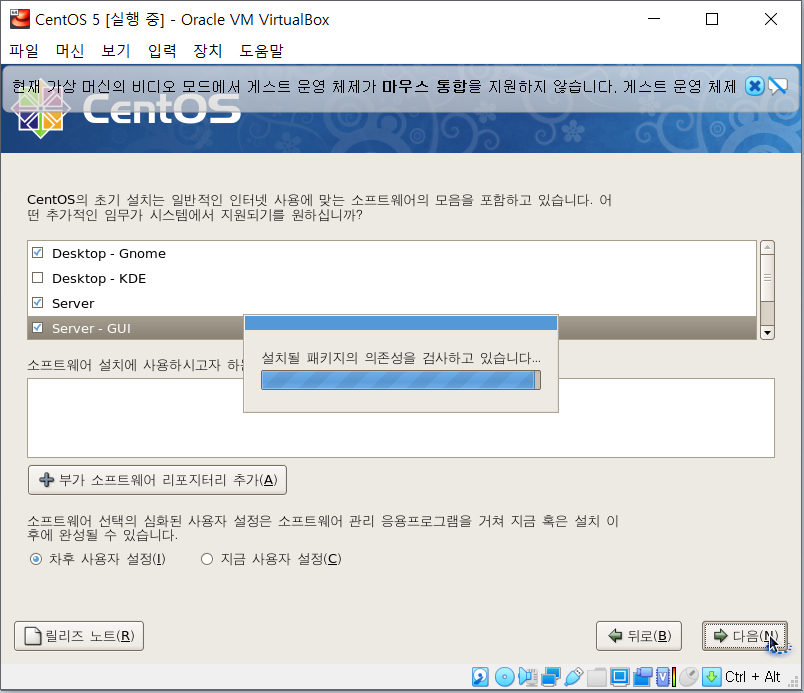 CentOS 5 [실행 중] - Oracle VM VirtualBox
파일 머신 보기 입력 장치 도움말
현재 가상 머신의 비디오 모드에서 게스트 운영 체제가 마우스 통합을 지원하지 않습니다. 게스트 운영 체제
CentOS
CentOS의 초기 설치는 일반적인 인터넷 사용에 맞는 소프트웨어의 모음을 포함하고 있습니다. 어
떤 추가적인 임무가 시스템에서 지원되기를 원하십니까?
Desktop - Gnome
Desktop - KDE
Server
Server - GUI
설치될 패키지의 의존성을 검사하고 있습니다...
소프트웨어 설치에 사용하시고자 하는
부가 소프트웨어 리포지터리 추가(A)
소프트웨어 선택의 심화된 사용자 설정은 소프트웨어 관리 응용프로그램을 거쳐 지금 혹은 설치 이
후에 완성될 수 있습니다.
차후 사용자 설정(I) 지금 사용자 설정(C)
릴리즈 노트(R) 뒤로(B) 다음(N)
Ctrl + Alt